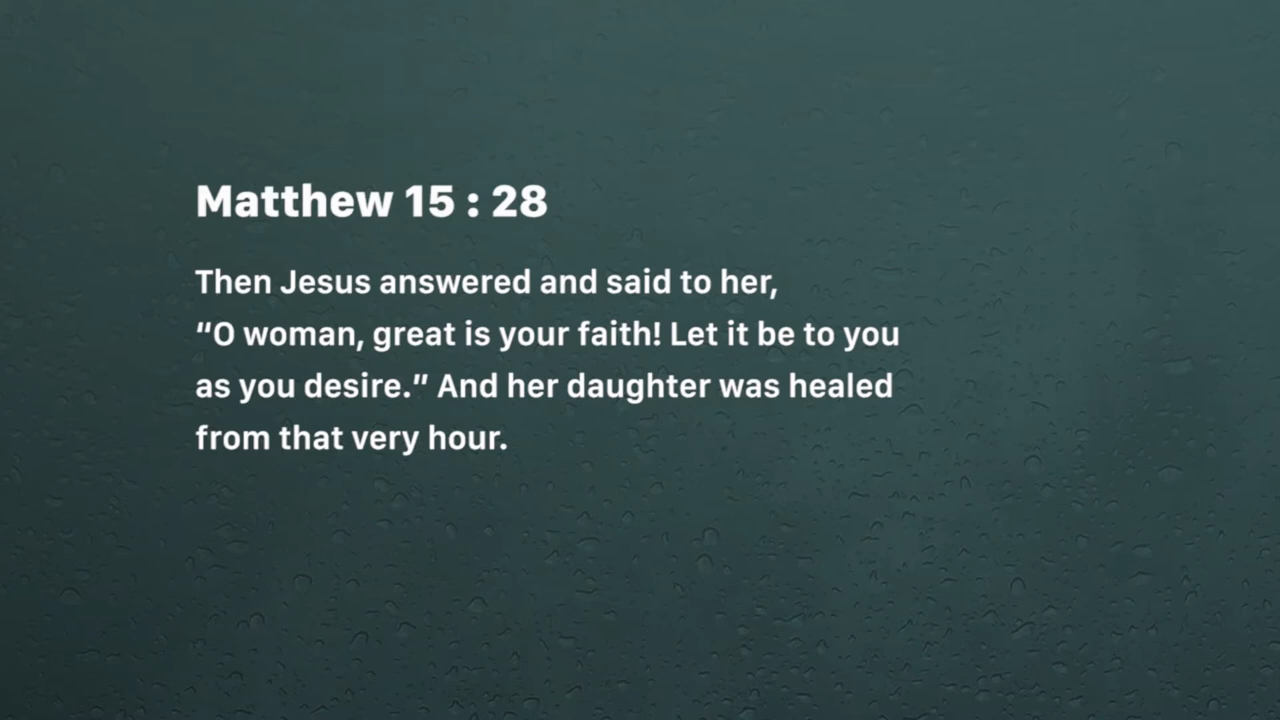 Matthew 15 : 28
Then Jesus answered and said to her,
“O woman, great is your faith! Let it be to you
as you desire.” And her daughter was healed
from that very hour.